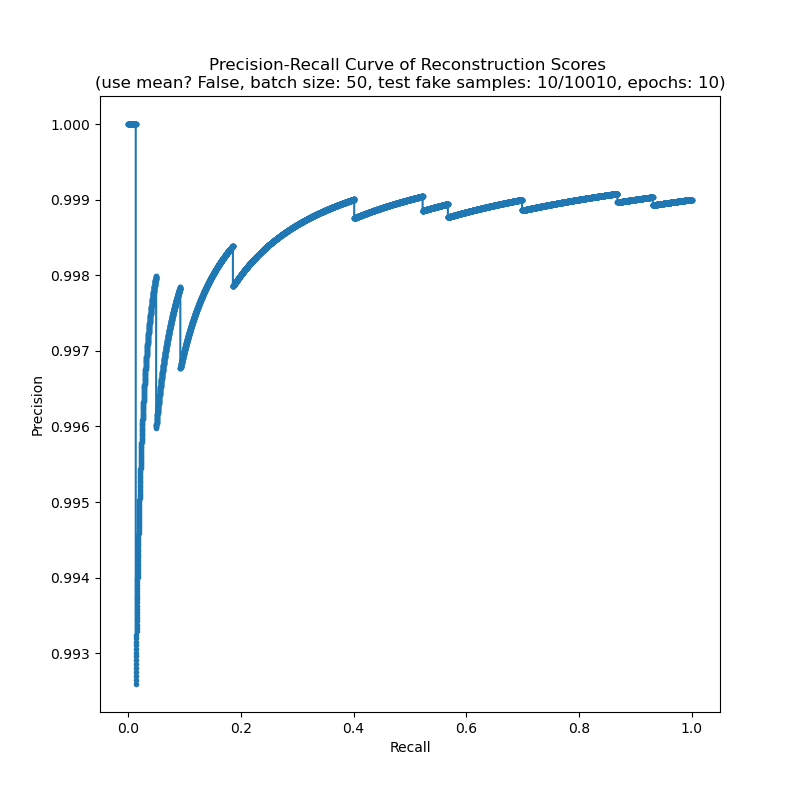 Precision-Recall Curve of Reconstruction Scores
(use mean? False, batch size: 50, test fake samples: 10/10010, epochs: 10)
1.000
0.999
0.998
0.997
0.996
0.995
0.994
0.993
Precision
0.0 0.2 0.4 0.6 0.8 1.0
Recall